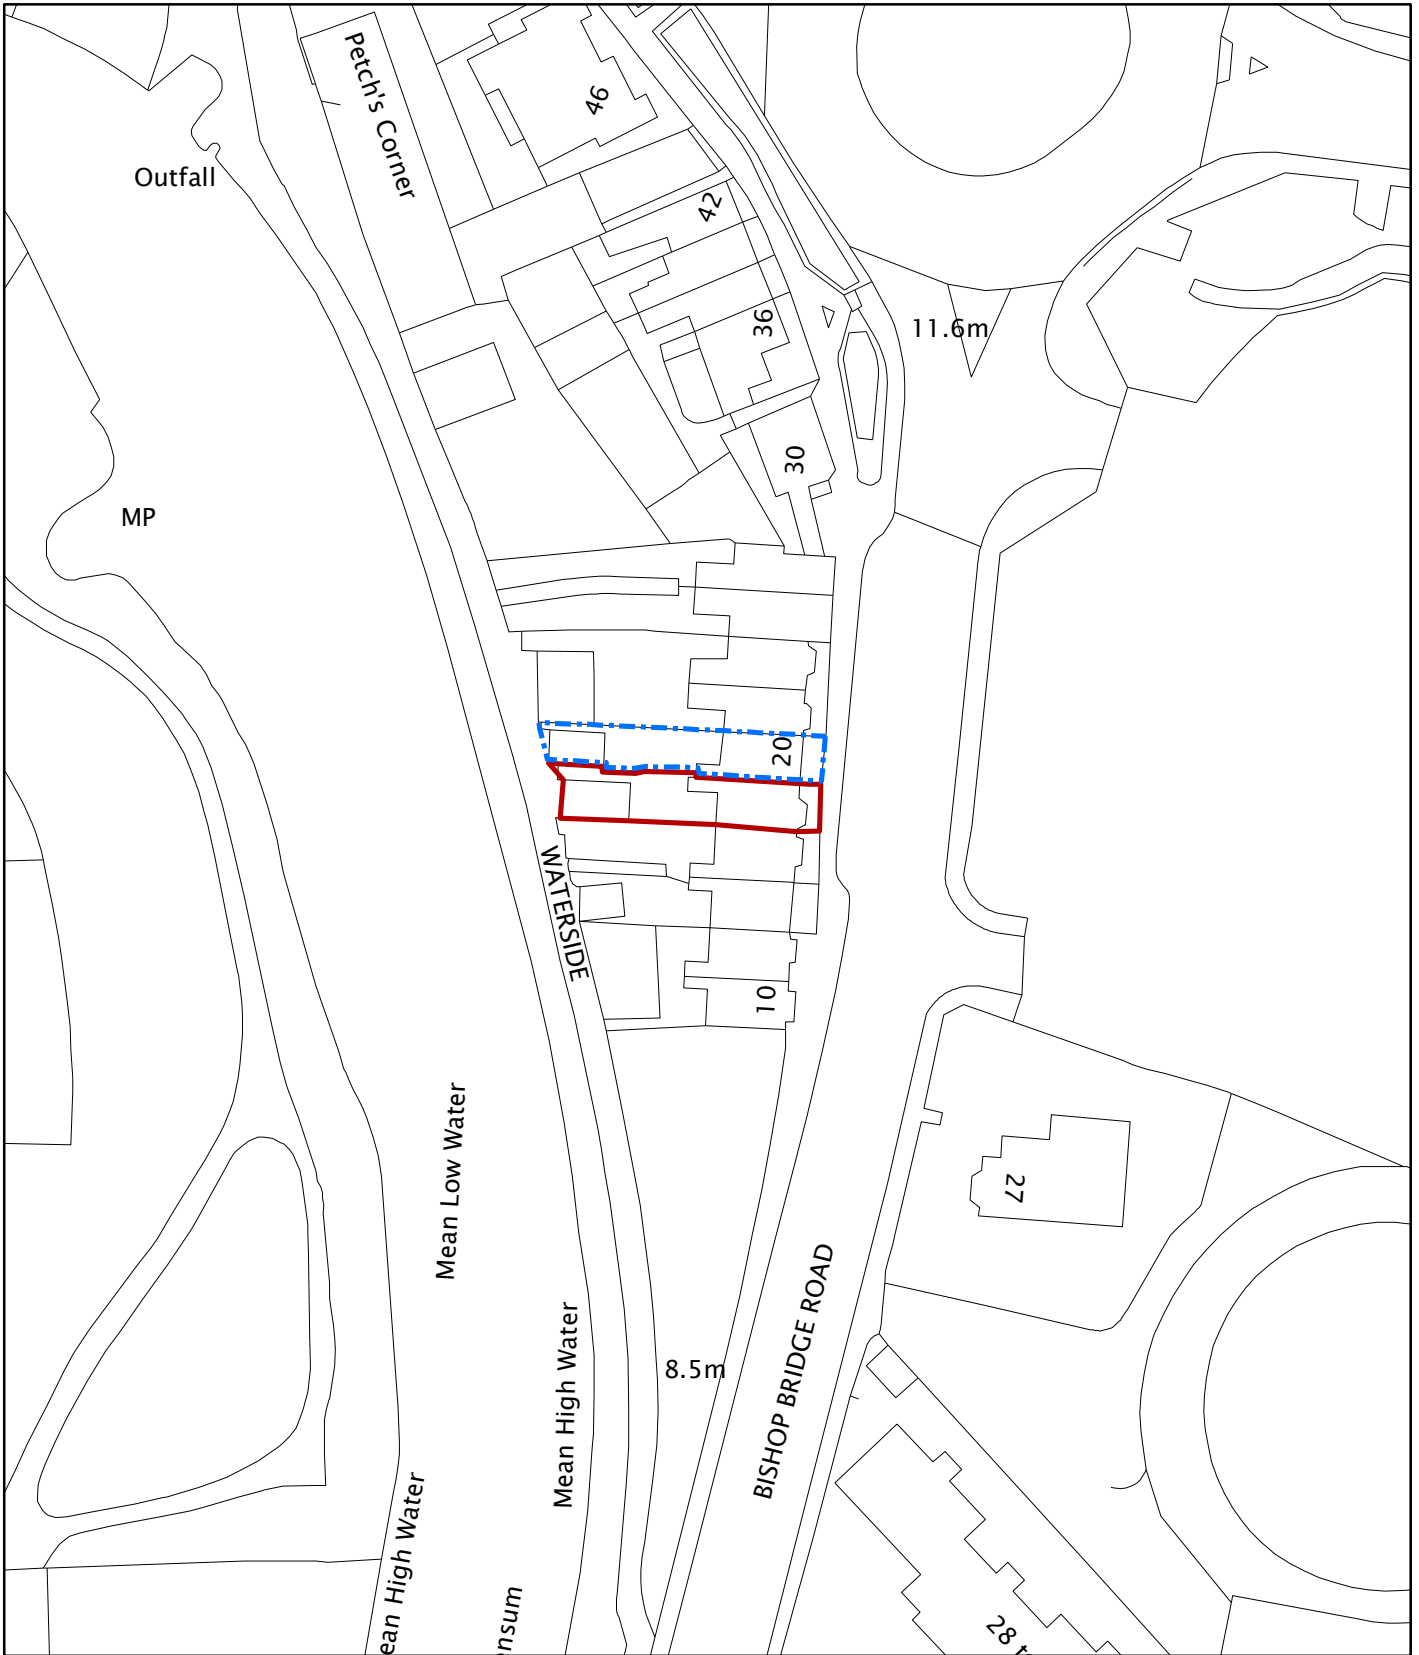 Petch's Corner
46
Outfall
42
36
11.6m
30
MP
20
WATERSIDE
10
Mean Low Water
27
BISHOP BRIDGE ROAD
Mean High Water
8.5m
ean High Water
nsum
28 t